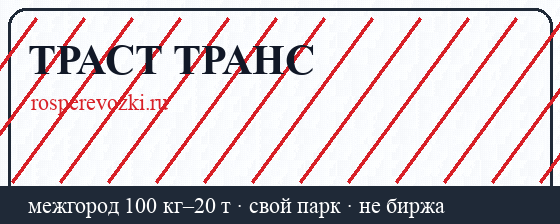 ТРАСТ ТРАНС
rosperevozki.ru
межгород 100 кг–20 т · свой парк · не биржа